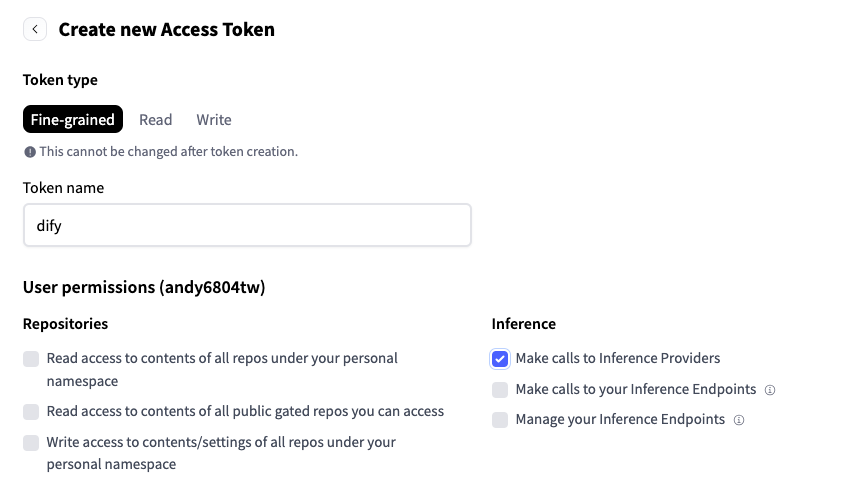 Create new Access Token
Token type
Fine-grained Read Write
This cannot be changed after token creation.
Token name
dify
User permissions (andy6804tw)
Repositories
Read access to contents of all repos under your personal
namespace
Read access to contents of all public gated repos you can access
Write access to contents/settings of all repos under your
personal namespace
Inference
Make calls to Inference Providers
Make calls to your Inference Endpoints
Manage your Inference Endpoints